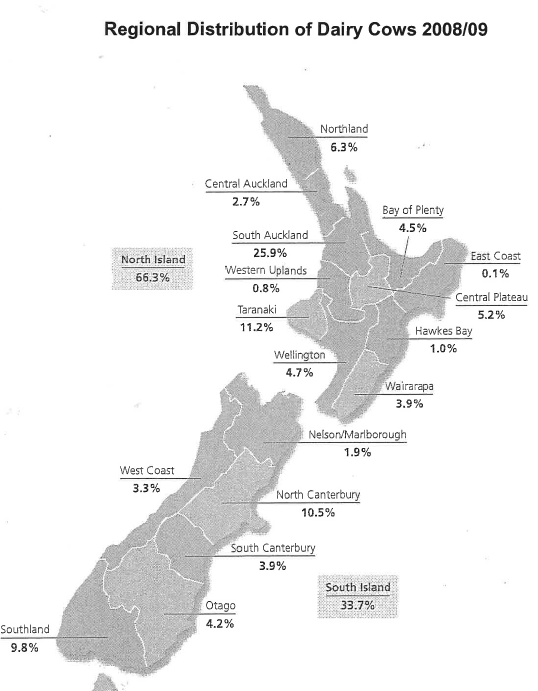 Regional Distribution of Dairy Cows 2008/09
Northland
6.3%
Central Auckland
2.7%
Bay of Plenty
4.5%
South Auckland
25.9%
East Coast
0.1%
North Island
66.3%
Western Uplands
0.8%
Central Plateau
5.2%
Taranaki
11.2%
Hawkes Bay
1.0%
Wellington
4.7%
Wairarapa
3.9%
Nelson/Marlborough
1.9%
West Coast
3.3%
North Canterbury
10.5%
South Canterbury
3.9%
South Island
33.7%
Otago
4.2%
Southland
9.8%